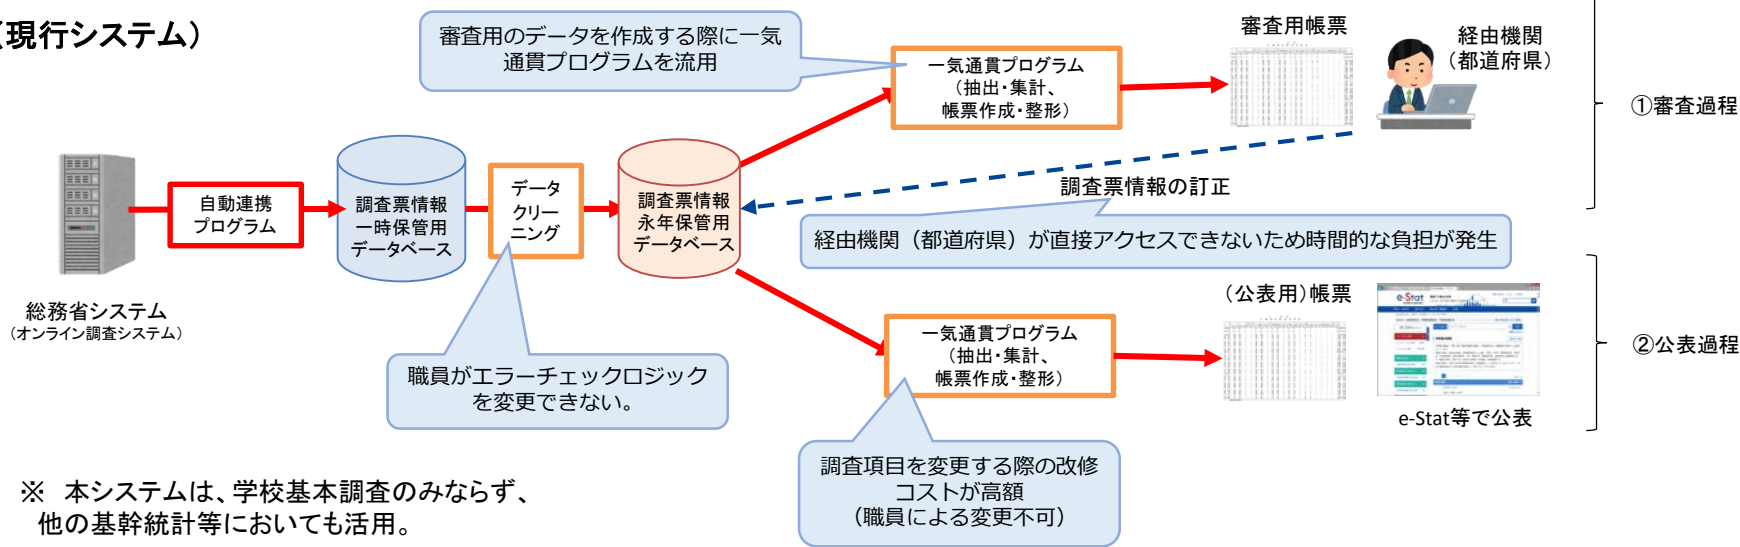 （現行システム）
審査用のデータを作成する際に一気
通貫プログラムを流用
一気通貫プログラム
（抽出・集計、
帳票作成・整形）
審査用帳票
経由機関
（都道府県）
①審査過程
総務省システム
（オンライン調査システム）
自動連携
プログラム
調査票情報
一時保管用
データベース
データ
クリー
ニング
調査票情報
永年保管用
データベース
調査票情報の訂正
経由機関（都道府県）が直接アクセスできないため時間的な負担が発生
職員がエラーチェックロジック
を変更できない。
一気通貫プログラム
（抽出・集計、
帳票作成・整形）
（公表用）帳票
e-Stat
e-Stat等で公表
②公表過程
調査項目を変更する際の改修
コストが高額
（職員による変更不可）
※　本システムは、学校基本調査のみならず、
他の基幹統計等においても活用。